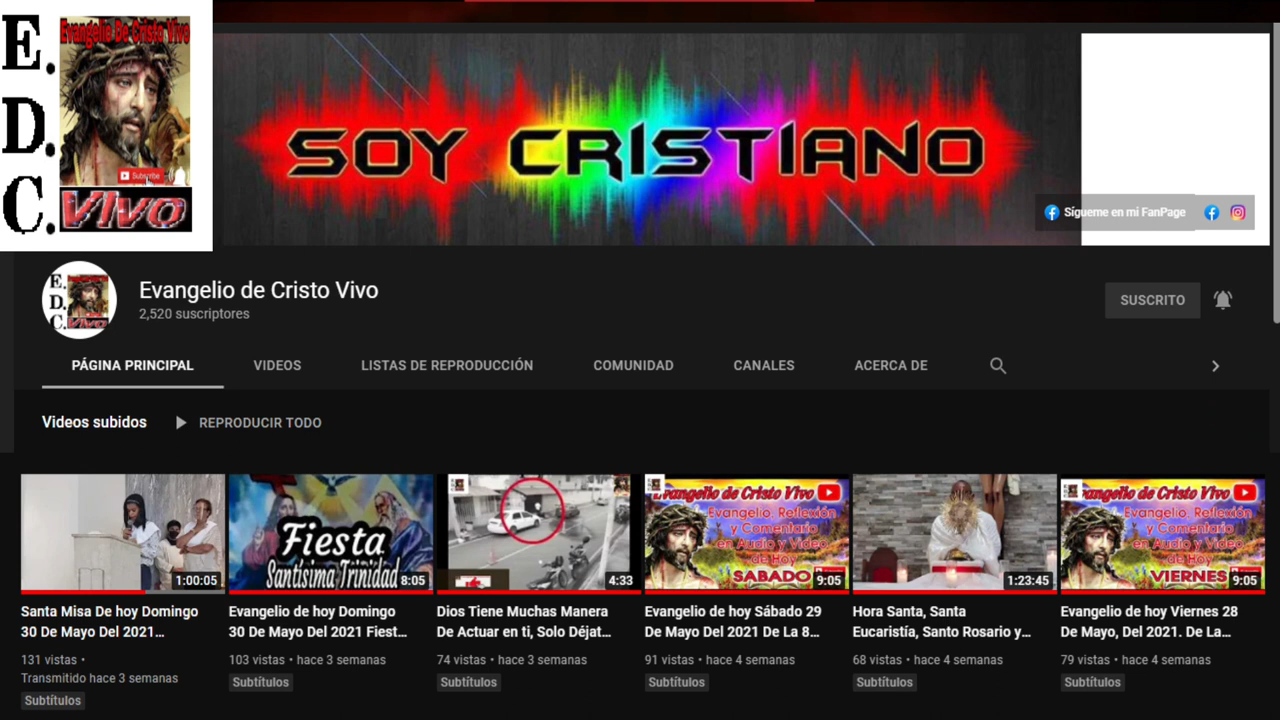 E.
D.
C.
Evangelio De Cristo Vivo
Subscribe
Vivo
SOY CRISTIANO
Sígueme en mi FanPage
E.
D.
C.
Vivo
Evangelio de Cristo Vivo
2,520 suscriptores
SUSCRITO
PÁGINA PRINCIPAL VIDEOS LISTAS DE REPRODUCCIÓN COMUNIDAD CANALES ACERCA DE
Videos subidos REPRODUCIR TODO
1:00:05
Santa Misa De hoy Domingo
30 De Mayo Del 2021...
131 vistas •
Transmitido hace 3 semanas
Subtítulos
Fiesta
Santísima Trinidad
8:05
Evangelio de hoy Domingo
30 De Mayo Del 2021 Fiest...
103 vistas • hace 3 semanas
Subtítulos
4:33
Dios Tiene Muchas Manera
De Actuar en ti, Solo Déjat...
74 vistas • hace 3 semanas
Subtítulos
Evangelio de Cristo Vivo
Evangelio, Reflexión
y Comentario
en Audio y Video
de Hoy
SABADO
9:05
Evangelio de hoy Sábado 29
De Mayo Del 2021 De La 8...
91 vistas • hace 4 semanas
Subtítulos
1:23:45
Hora Santa, Santa
Eucaristía, Santo Rosario y...
68 vistas • hace 4 semanas
Subtítulos
Evangelio de Cristo Vivo
Evangelio, Reflexión
y Comentario
en Audio y Video
de Hoy
VIERNES
9:05
Evangelio de hoy Viernes 28
De Mayo, Del 2021. De La...
79 vistas • hace 4 semanas
Subtítulos